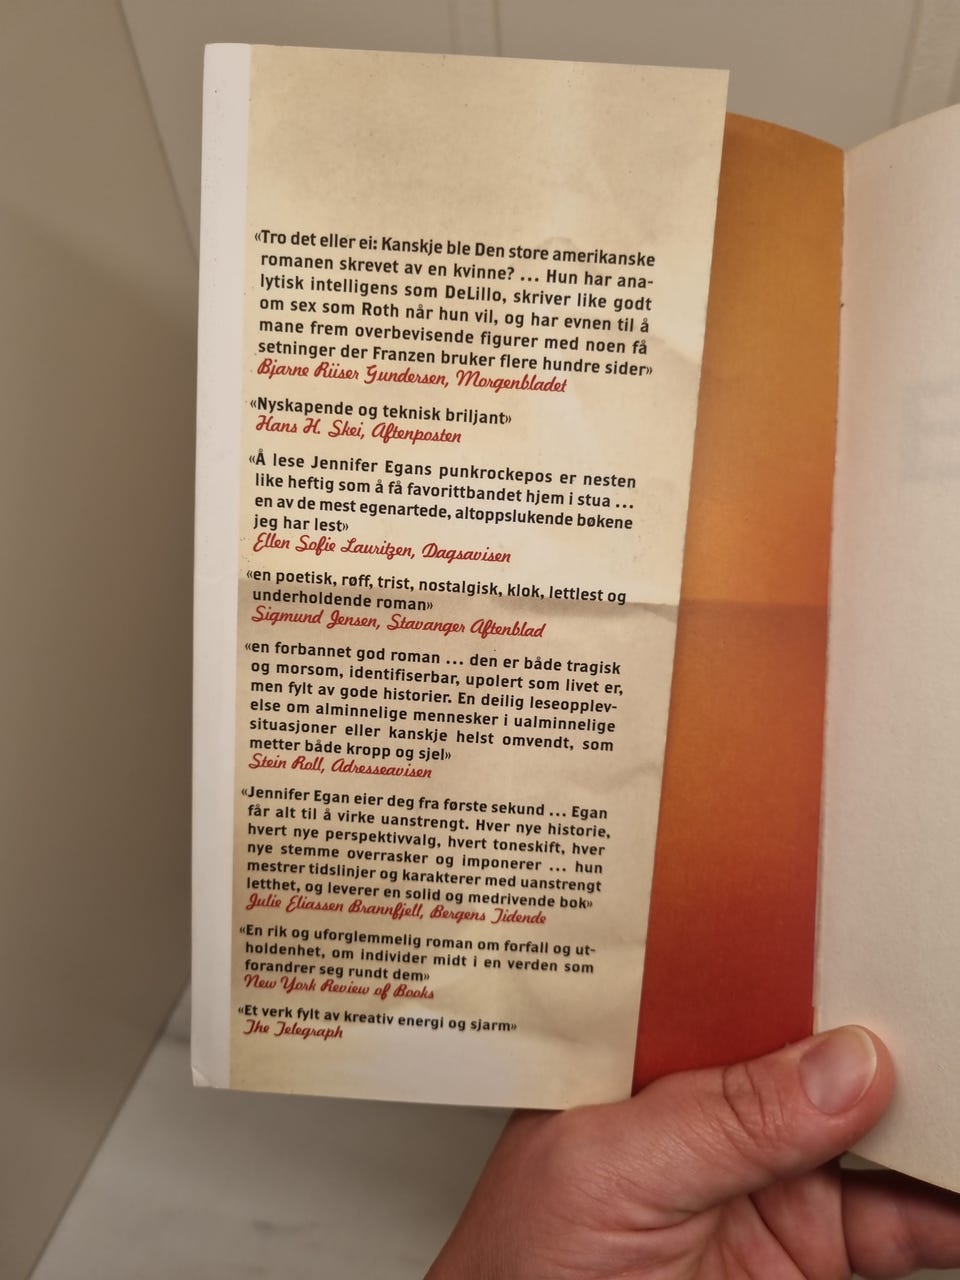 «Tro det eller ei: Kanskje ble Den store amerikanske
romanen skrevet av en kvinne? ... Hun har ana-
lytisk intelligens som DeLillo, skriver like godt
om sex som Roth når hun vil, og har evnen til å
mane frem overbevisende figurer med noen få
setninger der Franzen bruker flere hundre sider»
Bjarne Riiser Gundersen, Morgenbladet
«Nyskapende og teknisk briljant»
Hans H. Skei, Aftenposten
«Å lese Jennifer Egans punkrockepos er nesten
like heftig som å få favorittbandet hjem i stua ...
en av de mest egenartede, altoppslukende bøkene
jeg har lest»
Ellen Sofie Lauritzen, Dagsavisen
«en poetisk, røff, trist, nostalgisk, klok, lettlest og
underholdende roman»
Sigmund Jensen, Stavanger Aftenblad
«en forbannet god roman ... den er både tragisk
og morsom, identifiserbar, upolert som livet er,
men fylt av gode historier. En deilig leseopplev-
else om alminnelige mennesker i ualminnelige
situasjoner eller kanskje helst omvendt, som
metter både kropp og sjel»
Stein Roll, Adresseavisen
«Jennifer Egan eier deg fra første sekund ... Egan
får alt til å virke uanstrengt. Hver nye historie,
hvert nye perspektivvalg, hvert toneskift, hver
nye stemme overrasker og imponerer ... hun
mestrer tidslinjer og karakterer med uanstrengt
letthet, og leverer en solid og medrivende bok»
Julie Eliassen Brannfjell, Bergens Tidende
«En rik og uforglemmelig roman om forfall og ut-
holdenhet, om individer midt i en verden som
forandrer seg rundt dem»
New York Review of Books
«Et verk fylt av kreativ energi og sjarm»
The Telegraph